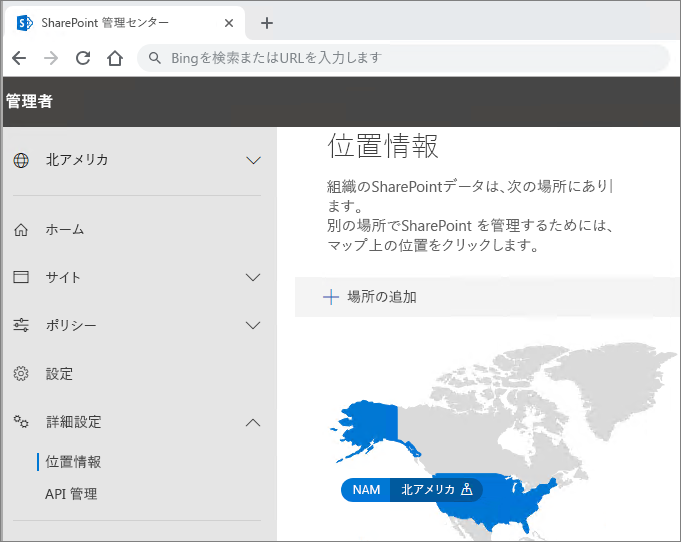 SharePoint 管理センター
Bingを検索またはURLを入力します
管理者
北アメリカ
ホーム
サイト
ポリシー
設定
詳細設定
位置情報
API 管理
位置情報
組織のSharePointデータは、次の場所にあり
ます。
別の場所でSharePoint を管理するためには、
マップ上の位置をクリックします。
場所の追加
NAM 北アメリカ